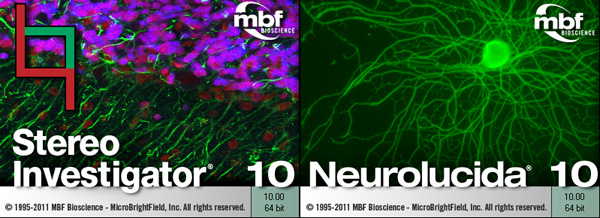 mbf
BIOSCIENCE
Stereo
Investigator® 10
© 1995-2011 MBF Bioscience - MicroBrightField, Inc. All rights reserved.
10.00
64 bit
mbf
BIOSCIENCE
Neurolucida® 10
© 1995-2011 MBF Bioscience - MicroBrightField, Inc. All rights reserved.
10.00
64 bit